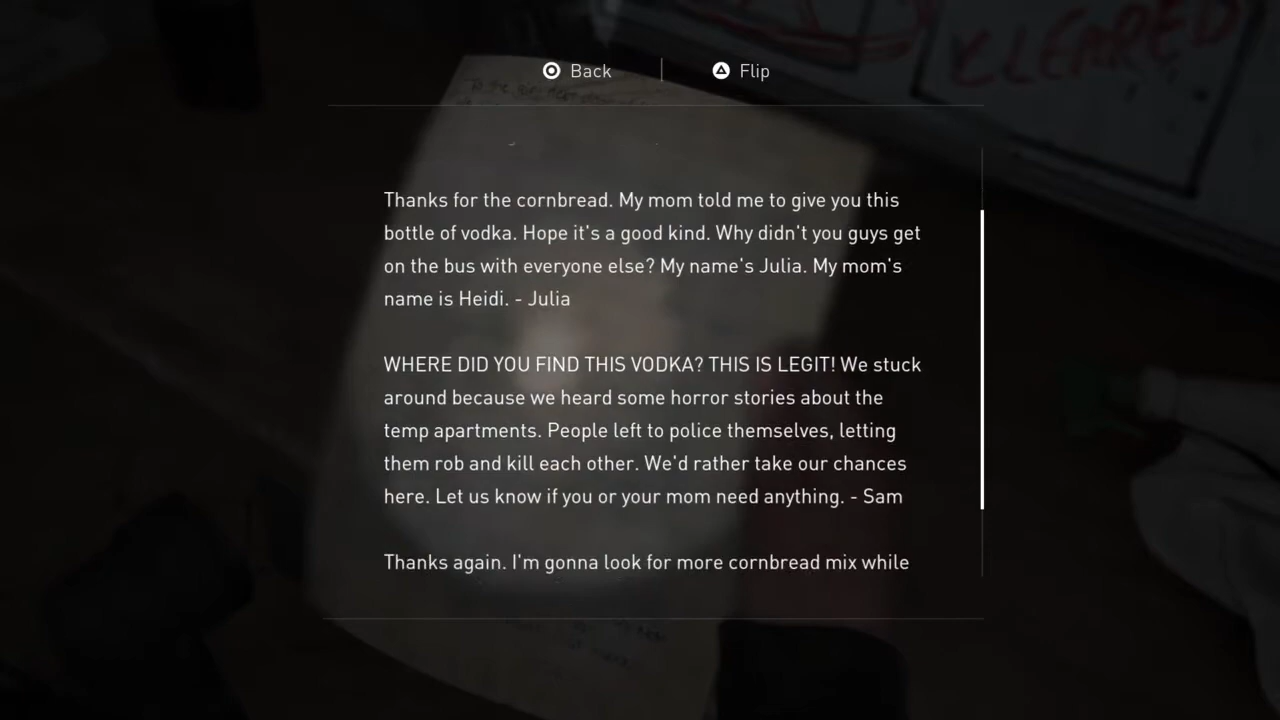 Back
Flip
CLEARED
Thanks for the cornbread. My mom told me to give you this
bottle of vodka. Hope it's a good kind. Why didn't you guys get
on the bus with everyone else? My name's Julia. My mom's
name is Heidi. - Julia
WHERE DID YOU FIND THIS VODKA? THIS IS LEGIT! We stuck
around because we heard some horror stories about the
temp apartments. People left to police themselves, letting
them rob and kill each other. We'd rather take our chances
here. Let us know if you or your mom need anything. - Sam
Thanks again. I'm gonna look for more cornbread mix while